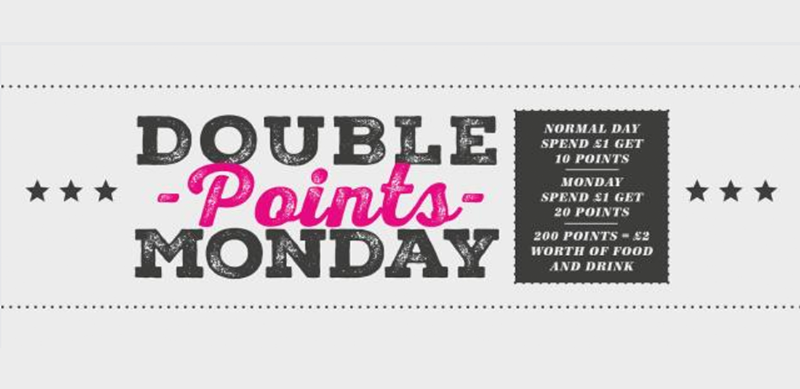 DOUBLE
-Points-
MONDAY
NORMAL DAY
SPEND £1 GET
10 POINTS
MONDAY
SPEND £1 GET
20 POINTS
200 POINTS = £2
WORTH OF FOOD
AND DRINK